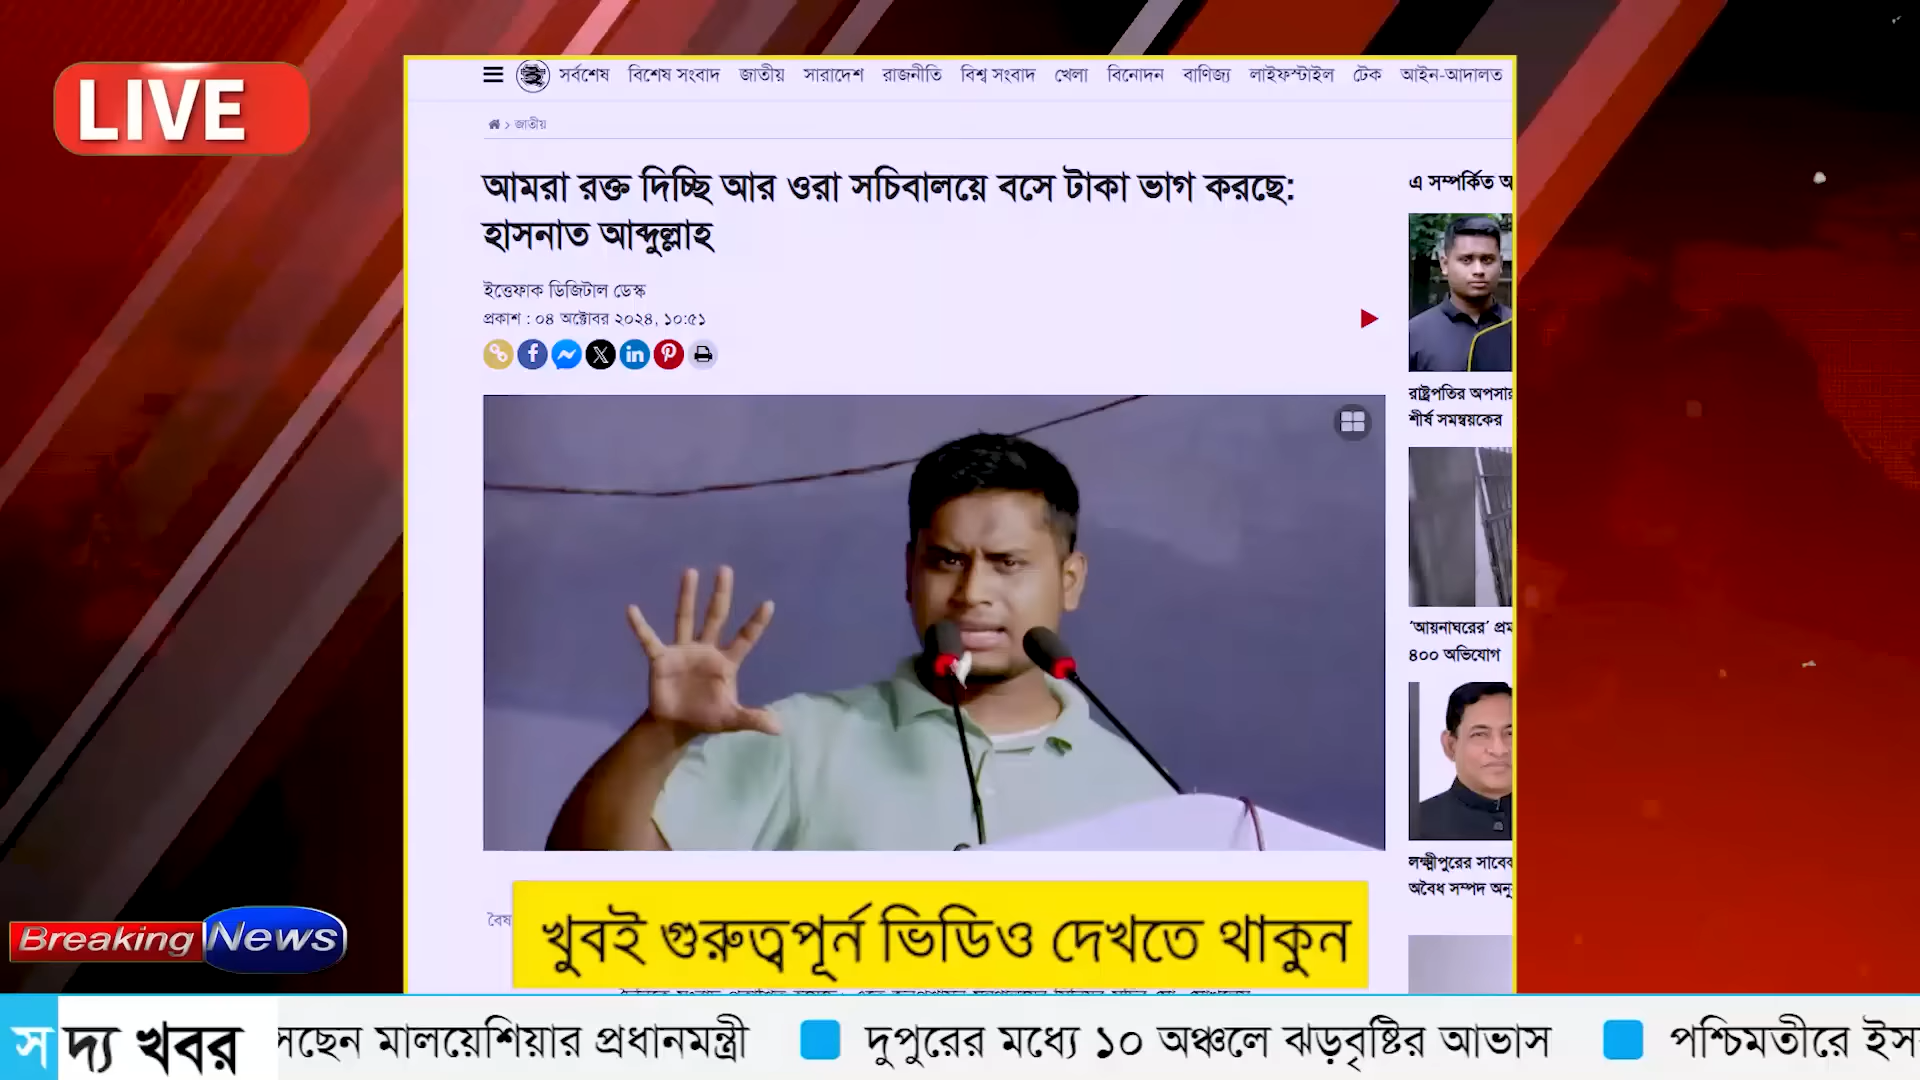 LIVE
সর্বশেষ বিশেষ সংবাদ জাতীয় সারাদেশ রাজনীতি বিশ্ব সংবাদ খেলা বিনোদন বাণিজ্য লাইফস্টাইল টেক আইন-আদালত
জাতীয়
আমরা রক্ত দিচ্ছি আর ওরা সচিবালয়ে বসে টাকা ভাগ করছে:
হাসনাত আব্দুল্লাহ
ইত্তেফাক ডিজিটাল ডেস্ক
প্রকাশ : ০৪ অক্টোবর ২০২৪, ১০:৫১
এ সম্পর্কিত
রাষ্ট্রপতির
শীর্ষ সমন্বয়কের
‘আয়নাঘরের’
৪০০ অভিযোগ
লক্ষ্মীপুরের
অবৈধ সম্পদ
খুবই গুরুত্বপূর্ন ভিডিও দেখতে থাকুন
Breaking News
সদ্য খবর
মালয়েশিয়ার প্রধানমন্ত্রী দুপুরের মধ্যে ১০ অঞ্চলে ঝড়বৃষ্টির আভাস পশ্চিমতীরে